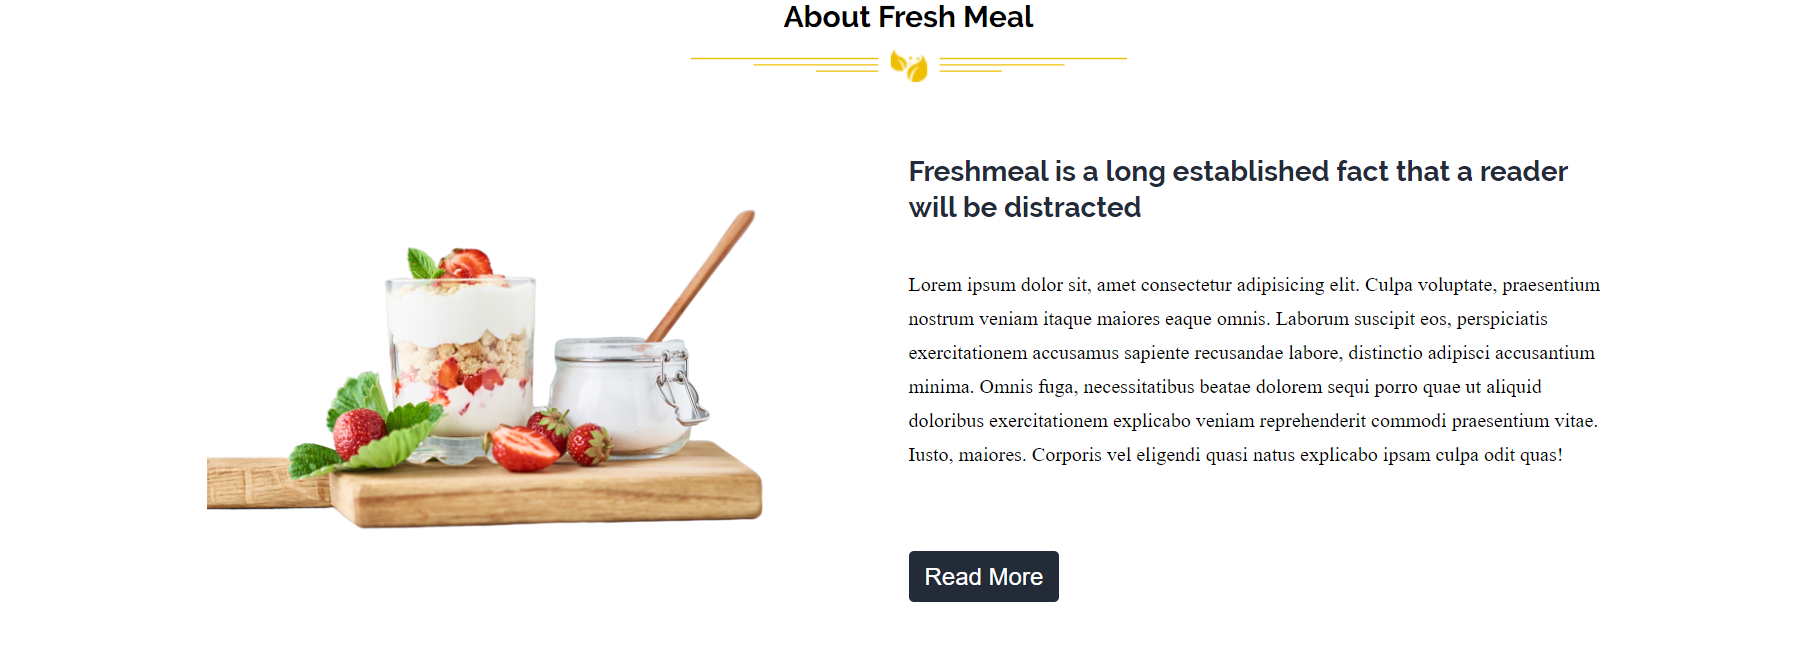 About Fresh Meal
Freshmeal is a long established fact that a reader
will be distracted
Lorem ipsum dolor sit, amet consectetur adipisicing elit. Culpa voluptate, praesentium
nostrum veniam itaque maiores eaque omnis. Laborum suscipit eos, perspiciatis
exercitationem accusamus sapiente recusandae labore, distinctio adipisci accusantium
minima. Omnis fuga, necessitatibus beatae dolorem sequi porro quae ut aliquid
doloribus exercitationem explicabo veniam reprehenderit commodi praesentium vitae.
Iusto, maiores. Corporis vel eligendi quasi natus explicabo ipsam culpa odit quas!
Read More